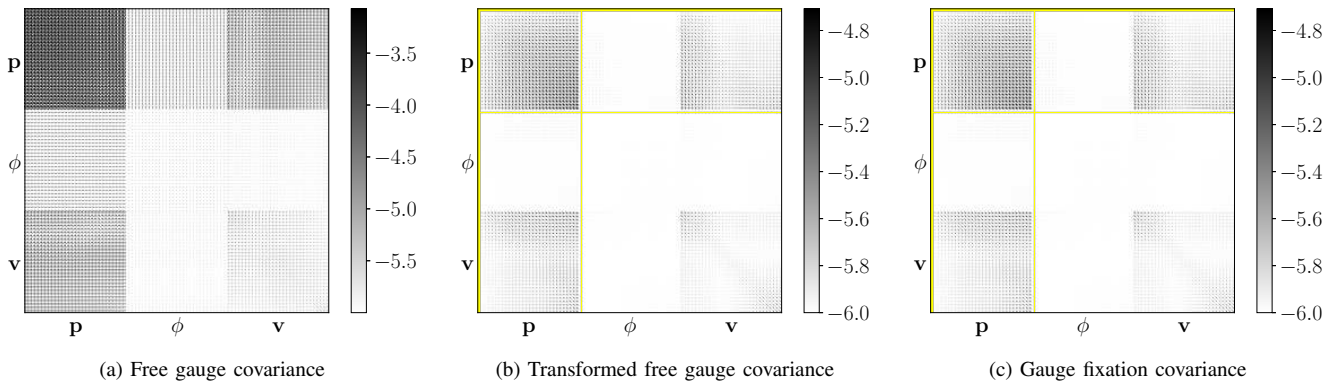 p
ϕ
v
p
ϕ
v
−3.5
−4.0
−4.5
−5.0
−5.5
(a) Free gauge covariance
p
ϕ
v
p
ϕ
v
−4.8
−5.0
−5.2
−5.4
−5.6
−5.8
−6.0
(b) Transformed free gauge covariance
p
ϕ
v
p
ϕ
v
−4.8
−5.0
−5.2
−5.4
−5.6
−5.8
−6.0
(c) Gauge fixation covariance